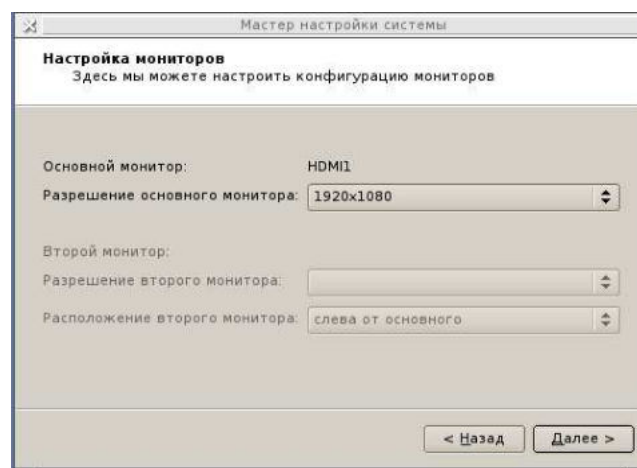 Мастер настройки системы
Настройка мониторов
Здесь мы можете настроить конфигурацию мониторов
Основной монитор: HDMI1
Разрешение основного монитора: 1920x1080
Второй монитор:
Разрешение второго монитора:
Расположение второго монитора: слева от основного
< Назад Далее >